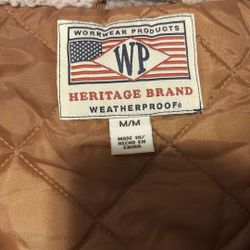 WORKWEAR PRODUCTS
WP
HERITAGE BRAND
WEATHERPROOF®
M/M
MADE IN/
HECHO EN
CHINA